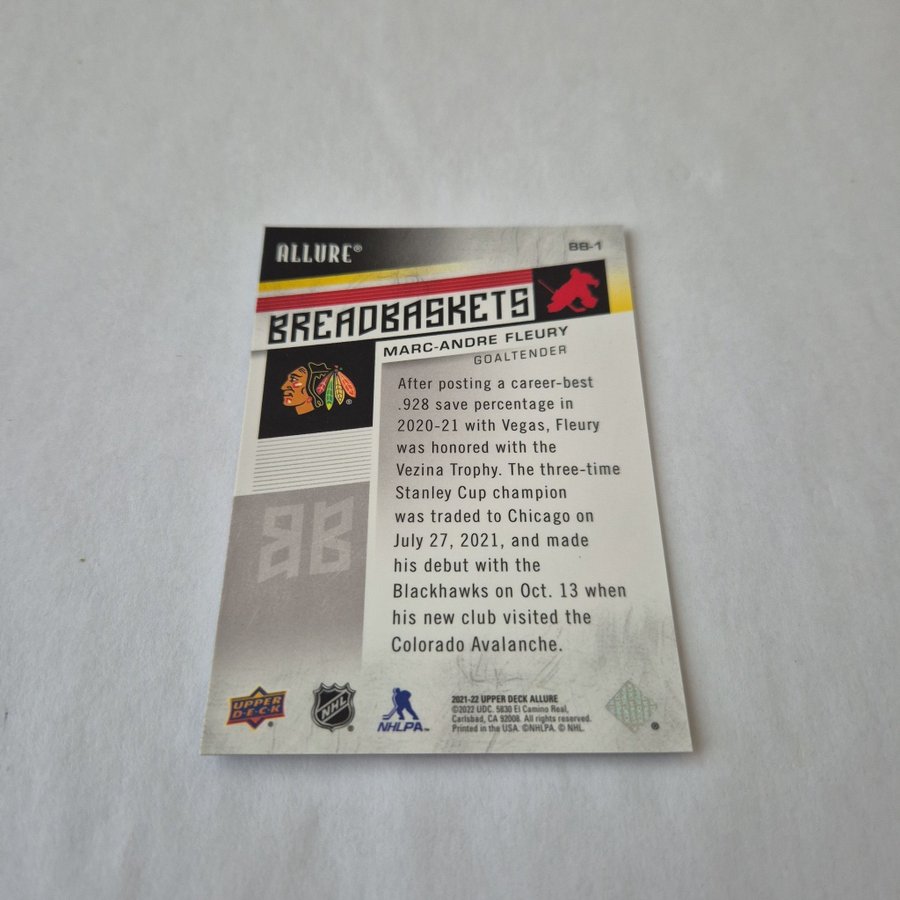 ALLURE®
BB-1
BREADBASKETS
MARC-ANDRE FLEURY
GOALTENDER
After posting a career-best
.928 save percentage in
2020-21 with Vegas, Fleury
was honored with the
Vezina Trophy. The three-time
Stanley Cup champion
was traded to Chicago on
July 27, 2021, and made
his debut with the
Blackhawks on Oct. 13 when
his new club visited the
Colorado Avalanche.
BB
UPPER
D·E·C·K
NHL
NHLPA™
2021-22 UPPER DECK ALLURE
©2022 UDC. 5830 El Camino Real,
Carlsbad, CA 92008. All rights reserved.
Printed in the USA. ©NHLPA. © NHL.